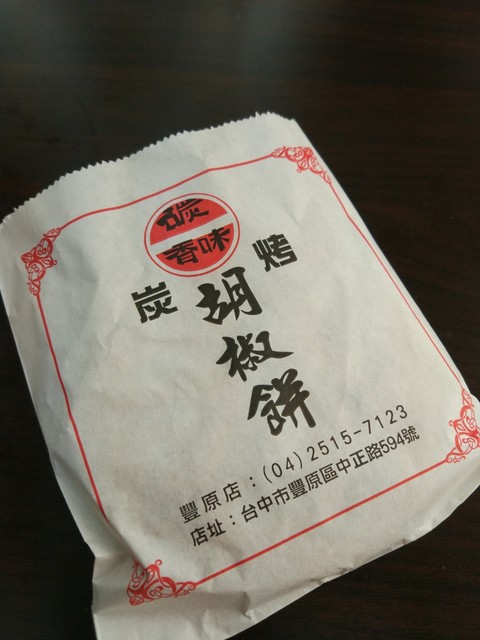 碳
香味
炭烤
胡椒餅
豐原店：(04)2515-7123
店址：台中市豐原區中正路594號